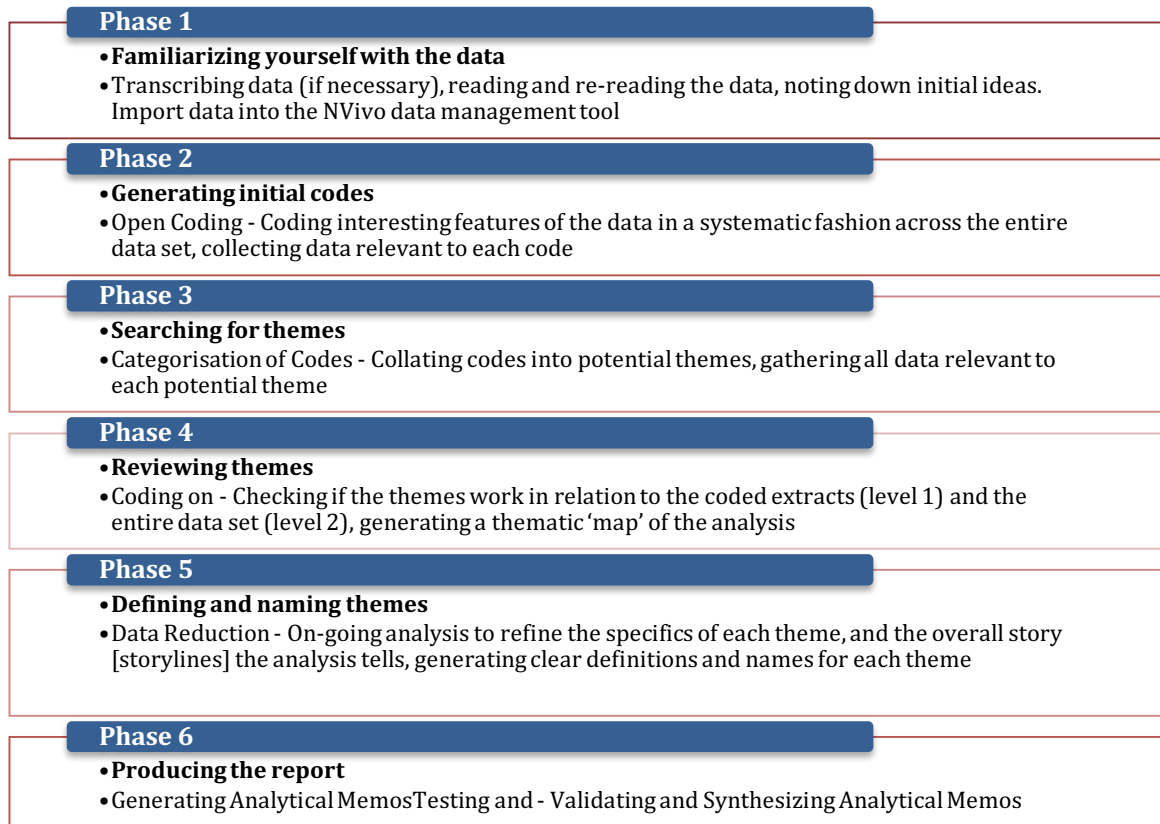 Phase 1
•Familiarizing yourself with the data
•Transcribing data (if necessary), reading and re-reading the data, noting down initial ideas.
Import data into the NVivo data management tool
Phase 2
•Generating initial codes
•Open Coding - Coding interesting features of the data in a systematic fashion across the entire
data set, collecting data relevant to each code
Phase 3
•Searching for themes
•Categorisation of Codes - Collating codes into potential themes, gathering all data relevant to
each potential theme
Phase 4
•Reviewing themes
•Coding on - Checking if the themes work in relation to the coded extracts (level 1) and the
entire data set (level 2), generating a thematic ‘map’ of the analysis
Phase 5
•Defining and naming themes
•Data Reduction - On-going analysis to refine the specifics of each theme, and the overall story
[storylines] the analysis tells, generating clear definitions and names for each theme
Phase 6
•Producing the report
•Generating Analytical MemosTesting and - Validating and Synthesizing Analytical Memos